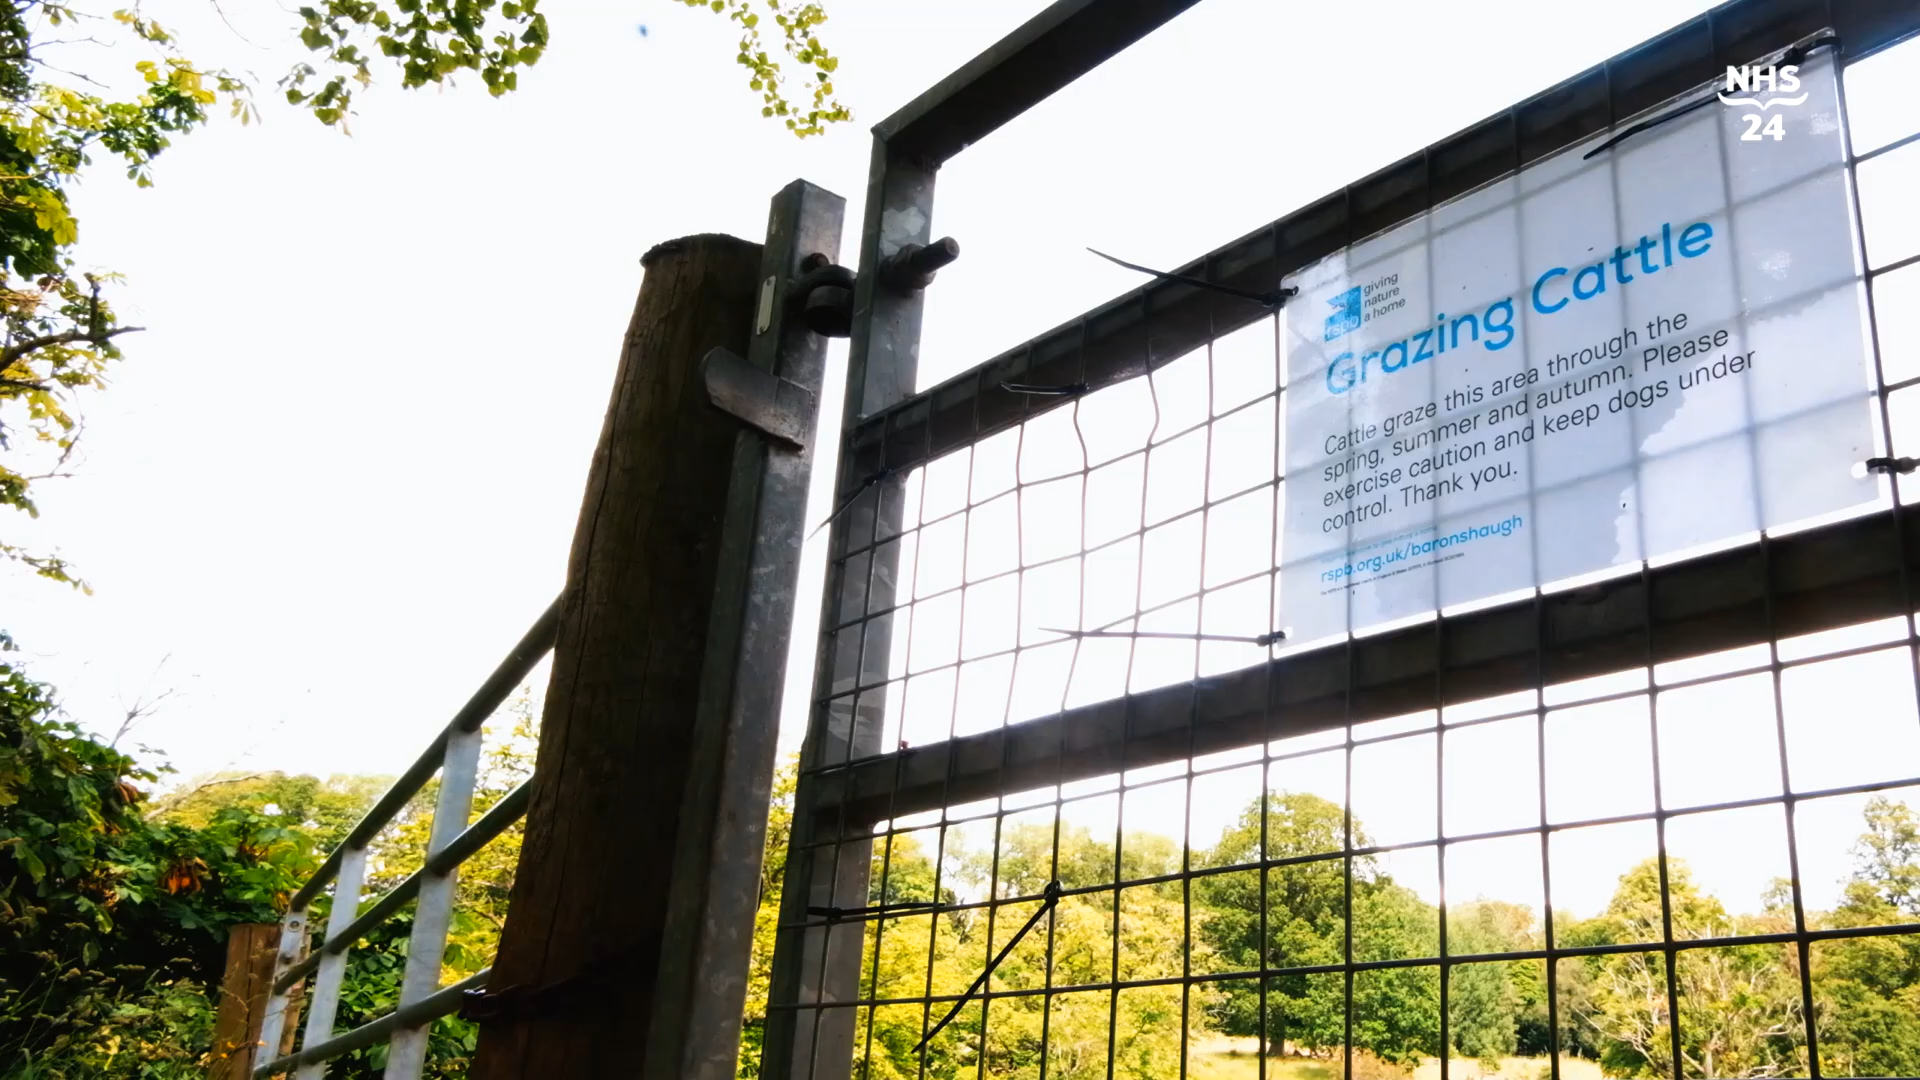 NHS
24
giving
nature
a home
rspb
Grazing Cattle
Cattle graze this area through the
spring, summer and autumn. Please
exercise caution and keep dogs under
control. Thank you.
rspb.org.uk/baronshaugh